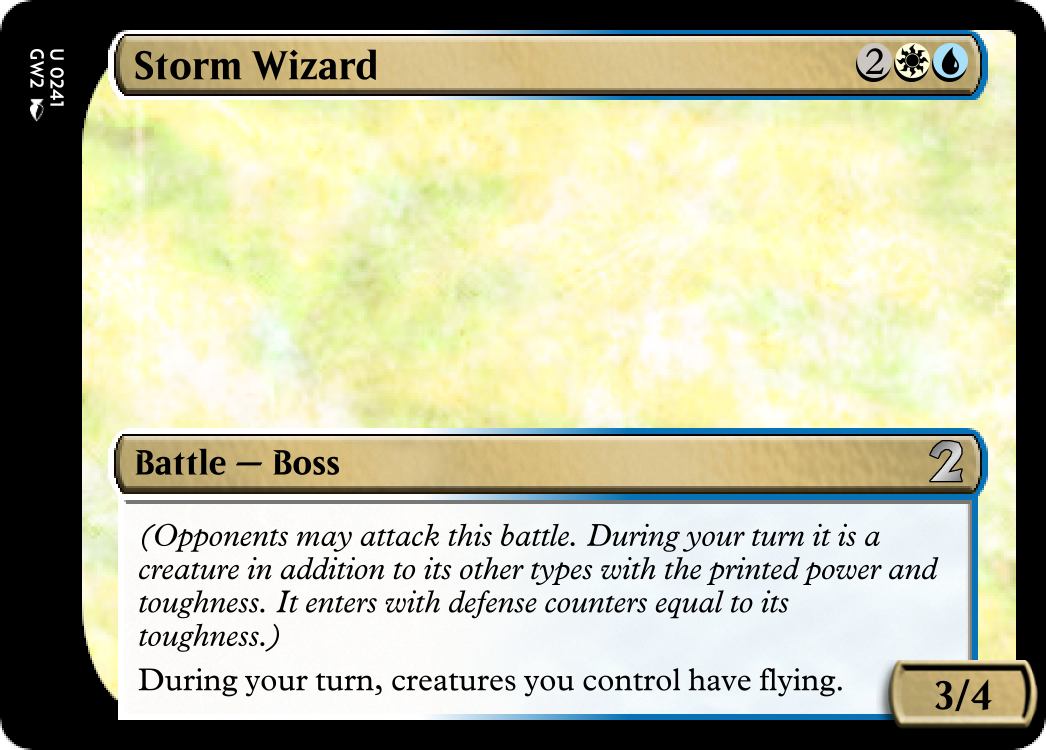 Storm Wizard 2
Battle — Boss 2
(Opponents may attack this battle. During your turn it is a
creature in addition to its other types with the printed power and
toughness. It enters with defense counters equal to its
toughness.)
During your turn, creatures you control have flying.
3/4
U 0241
GW2